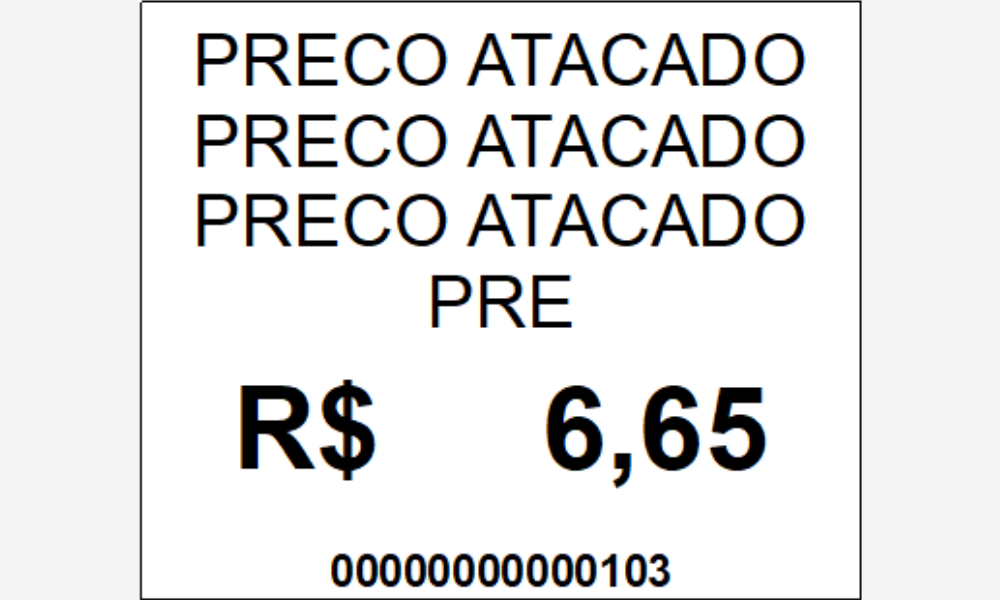 PRECO ATACADO
PRECO ATACADO
PRECO ATACADO
PRE
R$ 6,65
00000000000103